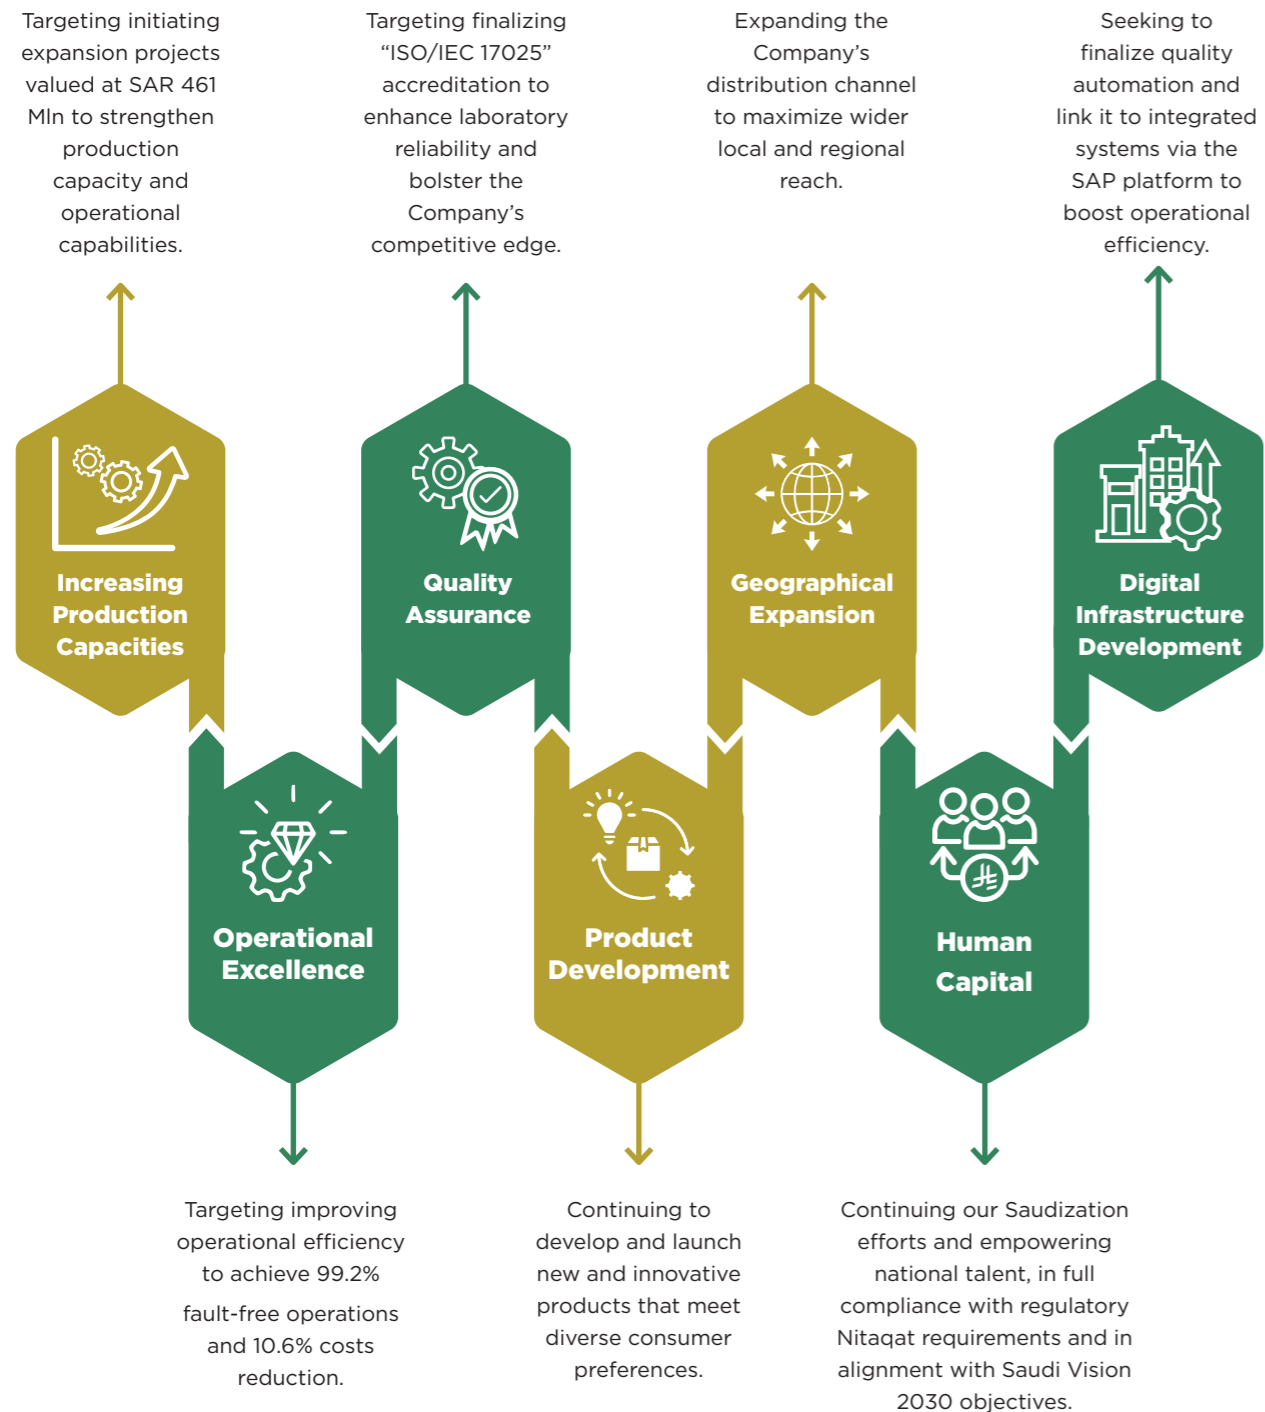 Targeting initiating
expansion projects
valued at SAR 461
Mln to strengthen
production
capacity and
operational
capabilities.
Targeting finalizing
“ISO/IEC 17025”
accreditation to
enhance laboratory
reliability and
bolster the
Company’s
competitive edge.
Expanding the
Company’s
distribution channel
to maximize wider
local and regional
reach.
Seeking to
finalize quality
automation and
link it to integrated
systems via the
SAP platform to
boost operational
efficiency.
Increasing
Production
Capacities
Quality
Assurance
Geographical
Expansion
Digital
Infrastructure
Development
Operational
Excellence
Product
Development
Human
Capital
Targeting improving
operational efficiency
to achieve 99.2%
fault-free operations
and 10.6% costs
reduction.
Continuing to
develop and launch
new and innovative
products that meet
diverse consumer
preferences.
Continuing our Saudization
efforts and empowering
national talent, in full
compliance with regulatory
Nitaqat requirements and in
alignment with Saudi Vision
2030 objectives.